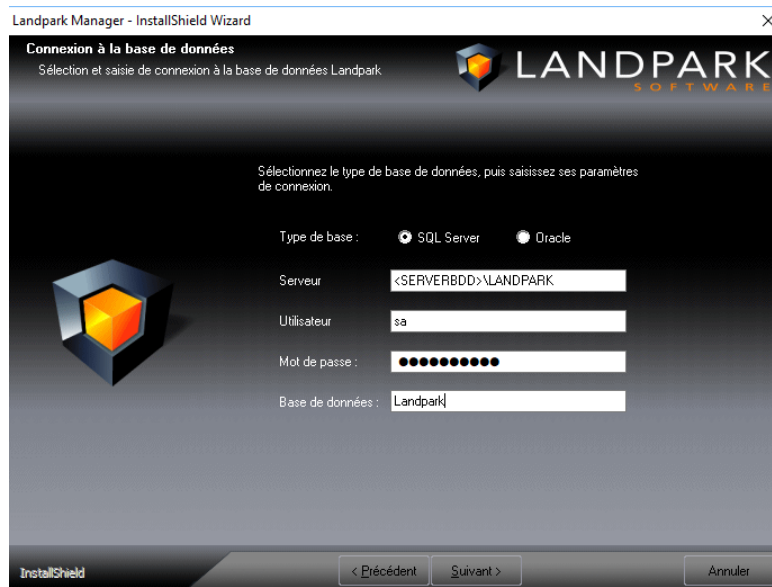 Landpark Manager - InstallShield Wizard
Connexion à la base de données
Sélection et saisie de connexion à la base de données Landpark
LANDPARK
SOFTWARE
Sélectionnez le type de base de données, puis saisissez ses paramètres
de connexion.
Type de base : SQL Server Oracle
Serveur <SERVERBDD>\LANDPARK
Utilisateur sa
Mot de passe : ●●●●●●●●●●
Base de données : Landpark
InstallShield < Précédent Suivant > Annuler